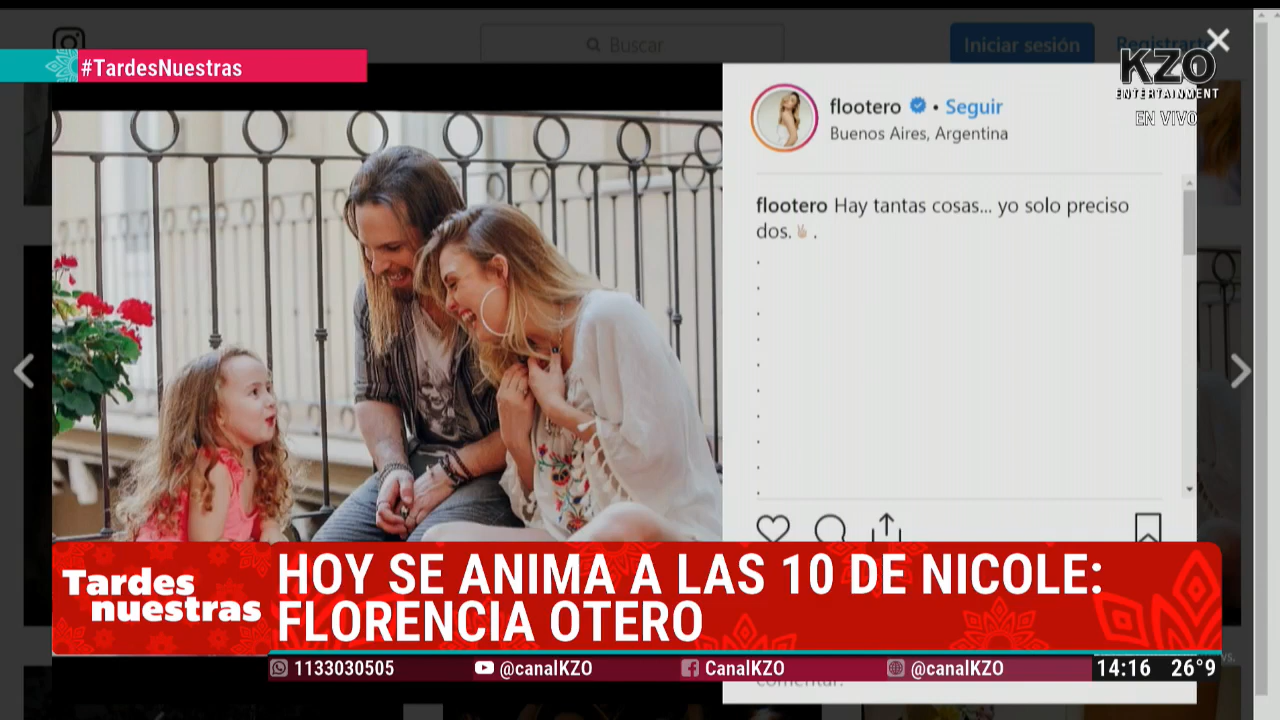 Buscar
Iniciar sesión
Registrarte
#TardesNuestras
KZO
ENTERTAINMENT
EN VIVO
flootero • Seguir
Buenos Aires, Argentina
flootero Hay tantas cosas... yo solo preciso
dos. ✌🏻 .
.
.
.
.
.
.
.
.
.
.
Tardes
nuestras
HOY SE ANIMA A LAS 10 DE NICOLE:
FLORENCIA OTERO
1133030505
@canalKZO
CanalKZO
@canalKZO
14:16 26°9
comentar.